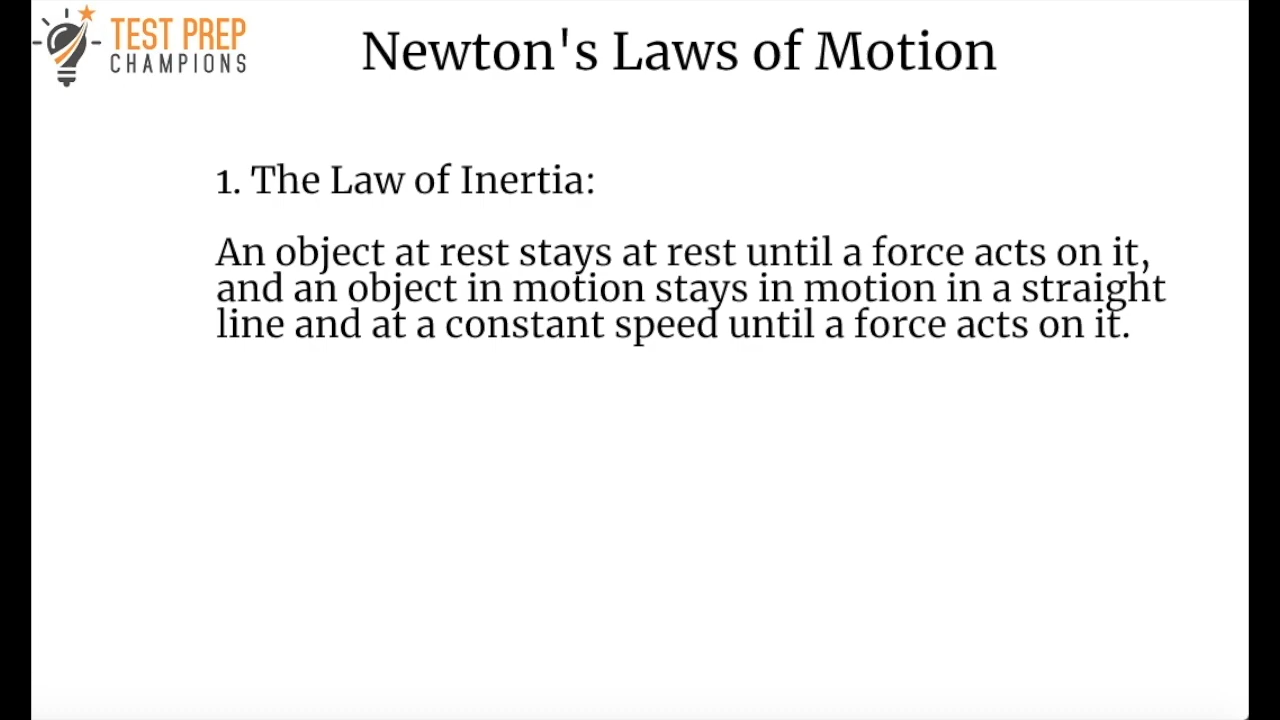 TEST PREP
CHAMPIONS
Newton's Laws of Motion
1. The Law of Inertia:
An object at rest stays at rest until a force acts on it,
and an object in motion stays in motion in a straight
line and at a constant speed until a force acts on it.